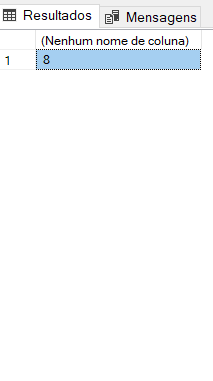 Resultados Mensagens
(Nenhum nome de coluna)
1 8